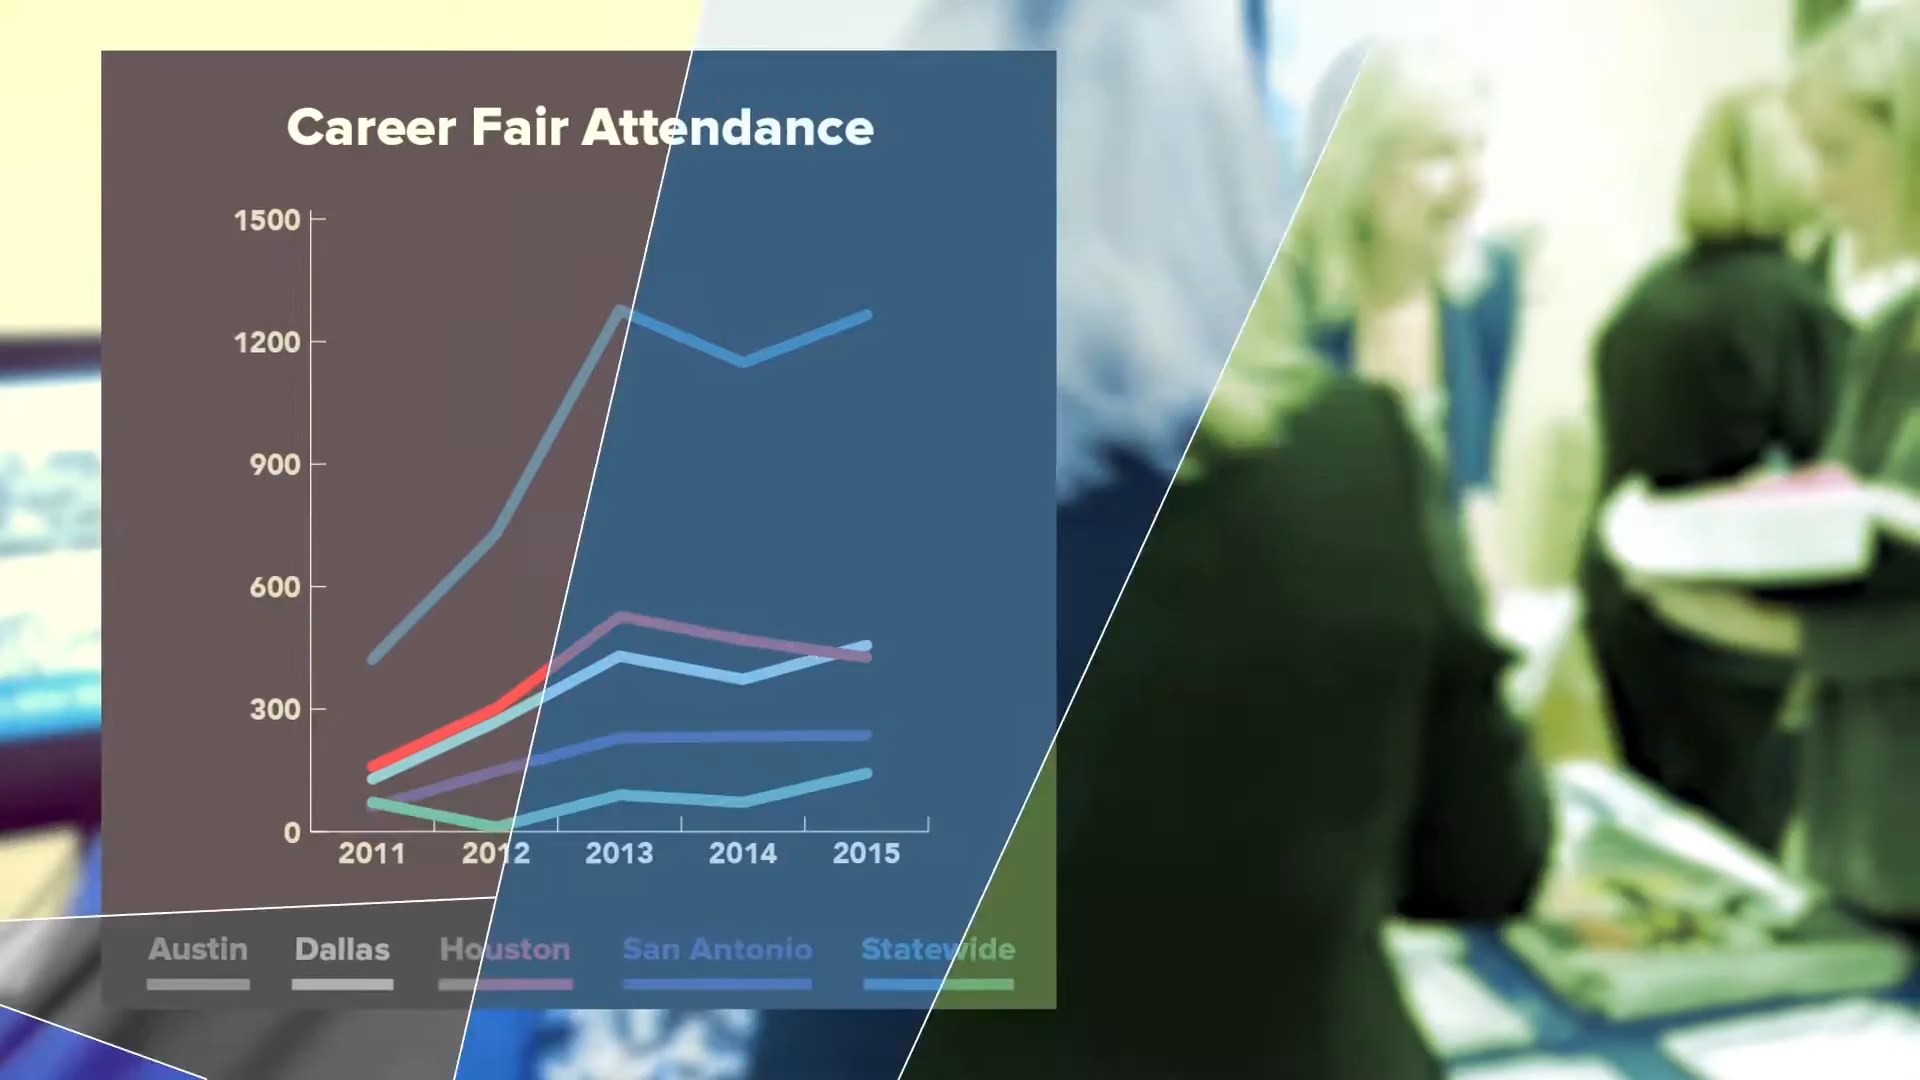 Career Fair Attendance
1500
1200
900
600
300
0
2011 2012 2013 2014 2015
Austin Dallas Houston San Antonio Statewide